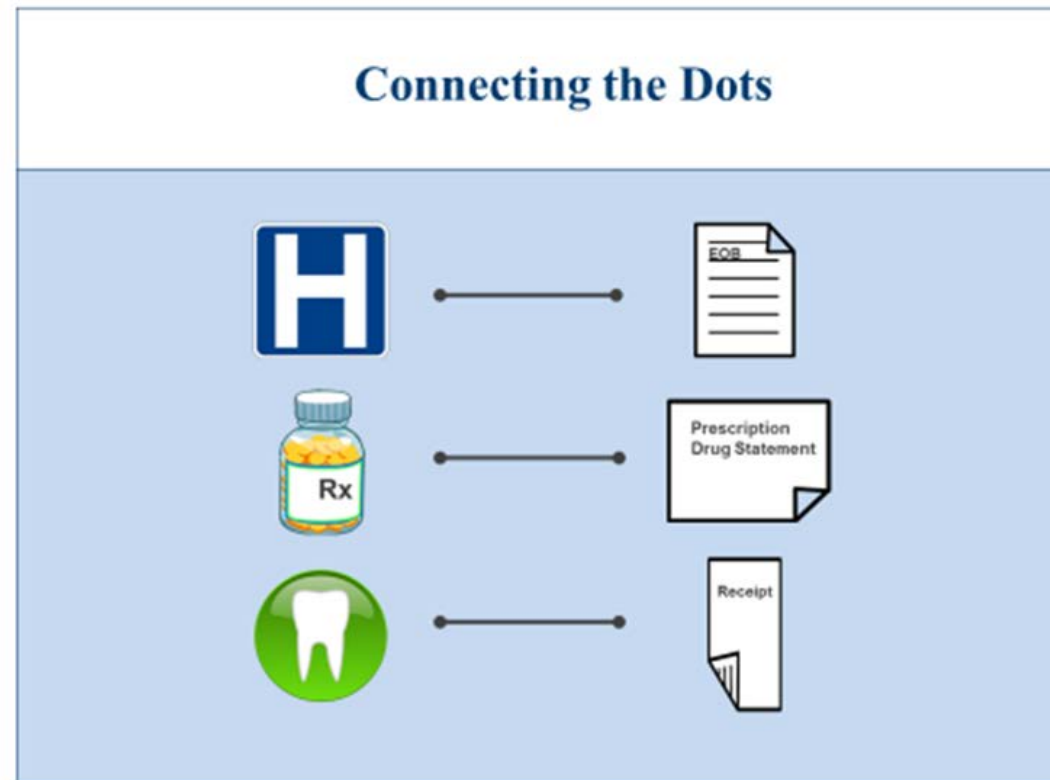 Connecting the Dots
H
EOB
Rx
Prescription
Drug Statement
Receipt